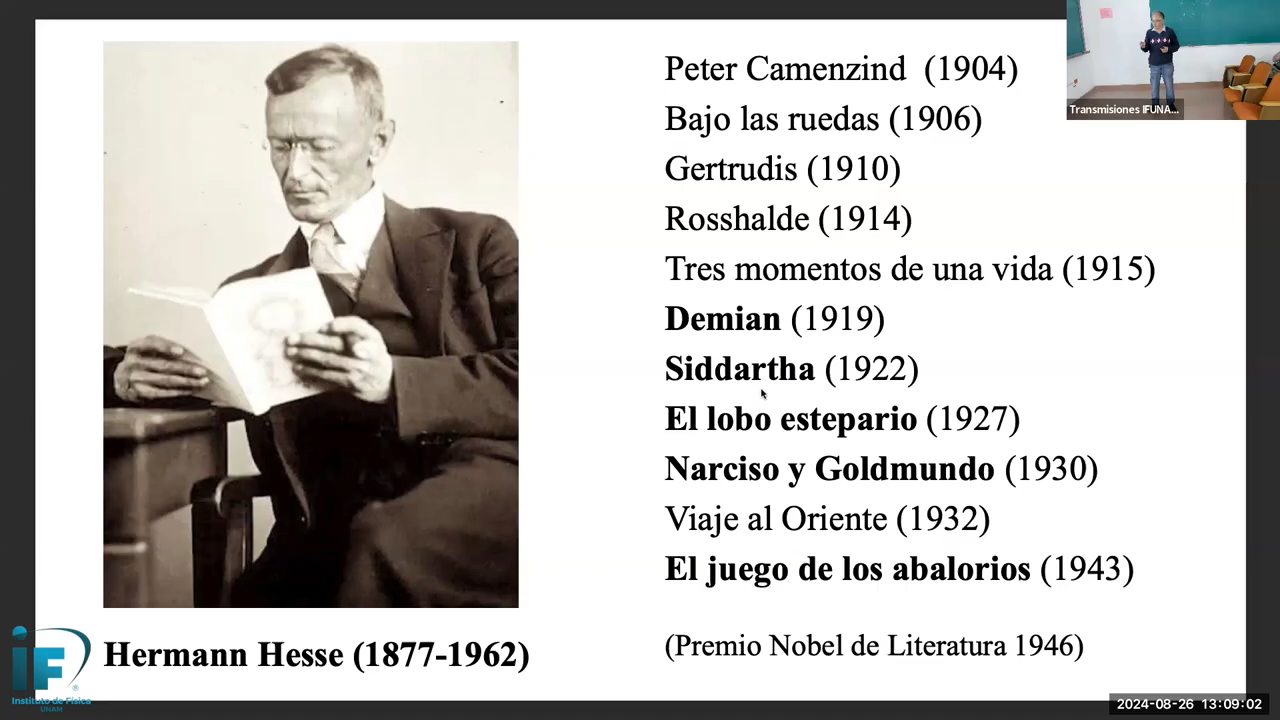 Peter Camenzind (1904)
Bajo las ruedas (1906)
Gertrudis (1910)
Rosshalde (1914)
Tres momentos de una vida (1915)
Demian (1919)
Siddartha (1922)
El lobo estepario (1927)
Narciso y Goldmundo (1930)
Viaje al Oriente (1932)
El juego de los abalorios (1943)
(Premio Nobel de Literatura 1946)
Hermann Hesse (1877-1962)
Transmisiones IFUNA...
iF
®
Instituto de Física
UNAM
2024-08-26 13:09:02